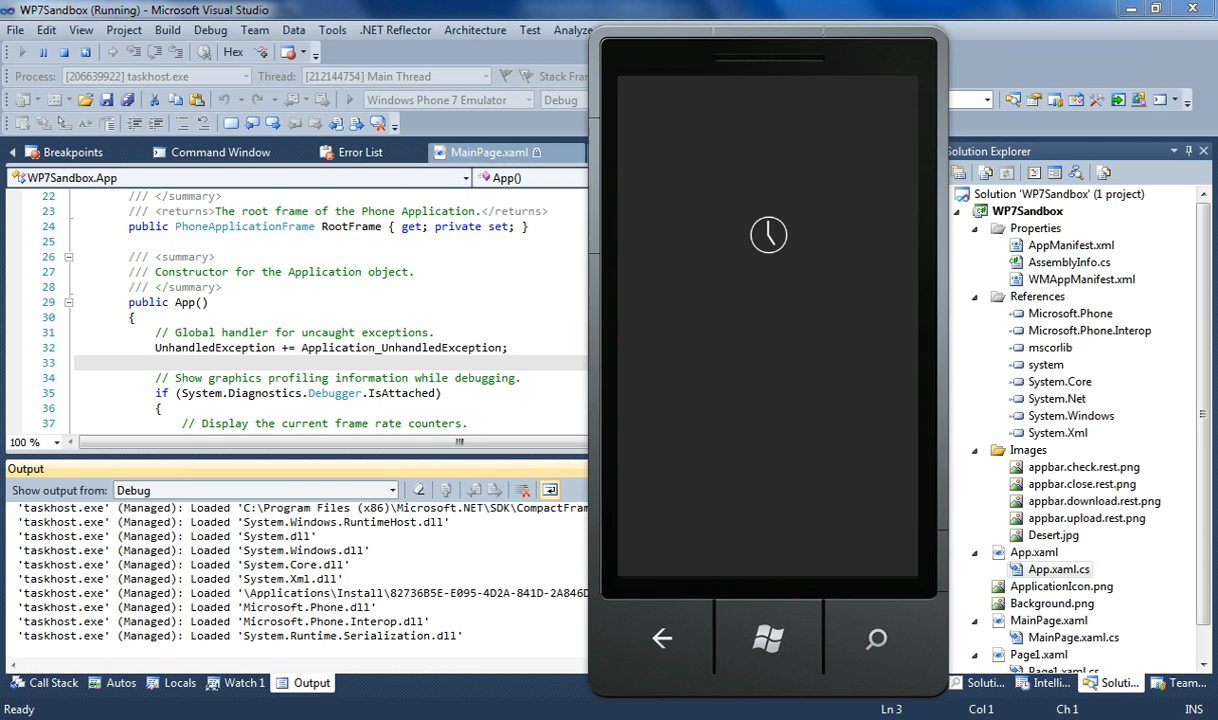 WP7Sandbox (Running) - Microsoft Visual Studio
File Edit View Project Build Debug Team Data Tools .NET Reflector Architecture Test Analyze
Hex
Process: [206639922] taskhost.exe Thread: [212144754] Main Thread Stack Fran
Windows Phone 7 Emulator Debug
Breakpoints Command Window Error List MainPage.xaml
WP7Sandbox.App App()
22 /// </summary>
23 /// <returns>The root frame of the Phone Application.</returns>
24 public PhoneApplicationFrame RootFrame { get; private set; }
25
26 /// <summary>
27 /// Constructor for the Application object.
28 /// </summary>
29 public App()
30 {
31 // Global handler for uncaught exceptions.
32 UnhandledException += Application_UnhandledException;
33
34 // Show graphics profiling information while debugging.
35 if (System.Diagnostics.Debugger.IsAttached)
36 {
37 // Display the current frame rate counters.
100 %
Output
Show output from: Debug
'taskhost.exe' (Managed): Loaded 'C:\Program Files (x86)\Microsoft.NET\SDK\CompactFram
'taskhost.exe' (Managed): Loaded 'System.Windows.RuntimeHost.dll'
'taskhost.exe' (Managed): Loaded 'System.dll'
'taskhost.exe' (Managed): Loaded 'System.Windows.dll'
'taskhost.exe' (Managed): Loaded 'System.Core.dll'
'taskhost.exe' (Managed): Loaded 'System.Xml.dll'
'taskhost.exe' (Managed): Loaded '\Applications\Install\82736B5E-E095-4D2A-841D-2A846D
'taskhost.exe' (Managed): Loaded 'Microsoft.Phone.dll'
'taskhost.exe' (Managed): Loaded 'Microsoft.Phone.Interop.dll'
'taskhost.exe' (Managed): Loaded 'System.Runtime.Serialization.dll'
Call Stack Autos Locals Watch 1 Output
Ready Ln 3 Col 1 Ch 1 INS
Solution Explorer
Solution 'WP7Sandbox' (1 project)
WP7Sandbox
Properties
AppManifest.xml
AssemblyInfo.cs
WMAppManifest.xml
References
Microsoft.Phone
Microsoft.Phone.Interop
mscorlib
system
System.Core
System.Net
System.Windows
System.Xml
Images
appbar.check.rest.png
appbar.close.rest.png
appbar.download.rest.png
appbar.upload.rest.png
Desert.jpg
App.xaml
App.xaml.cs
ApplicationIcon.png
Background.png
MainPage.xaml
MainPage.xaml.cs
Page1.xaml
Page1.xaml.cs
Soluti... Intelli... Soluti... Team...